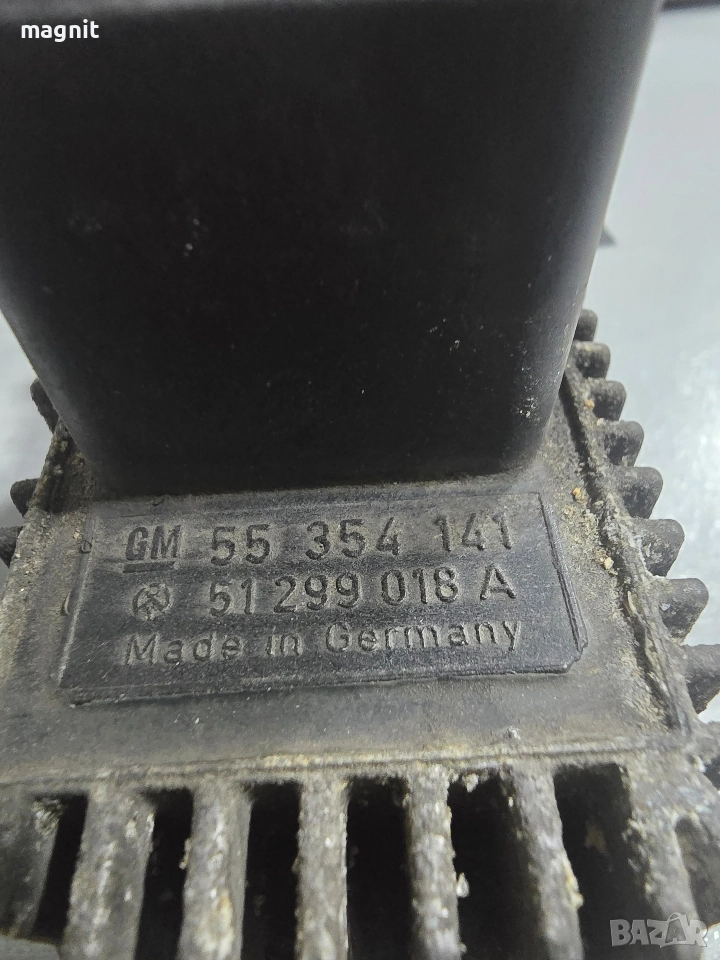 magnit
GM 55 354 141
51 299 018 A
Made in Germany
BAZAR